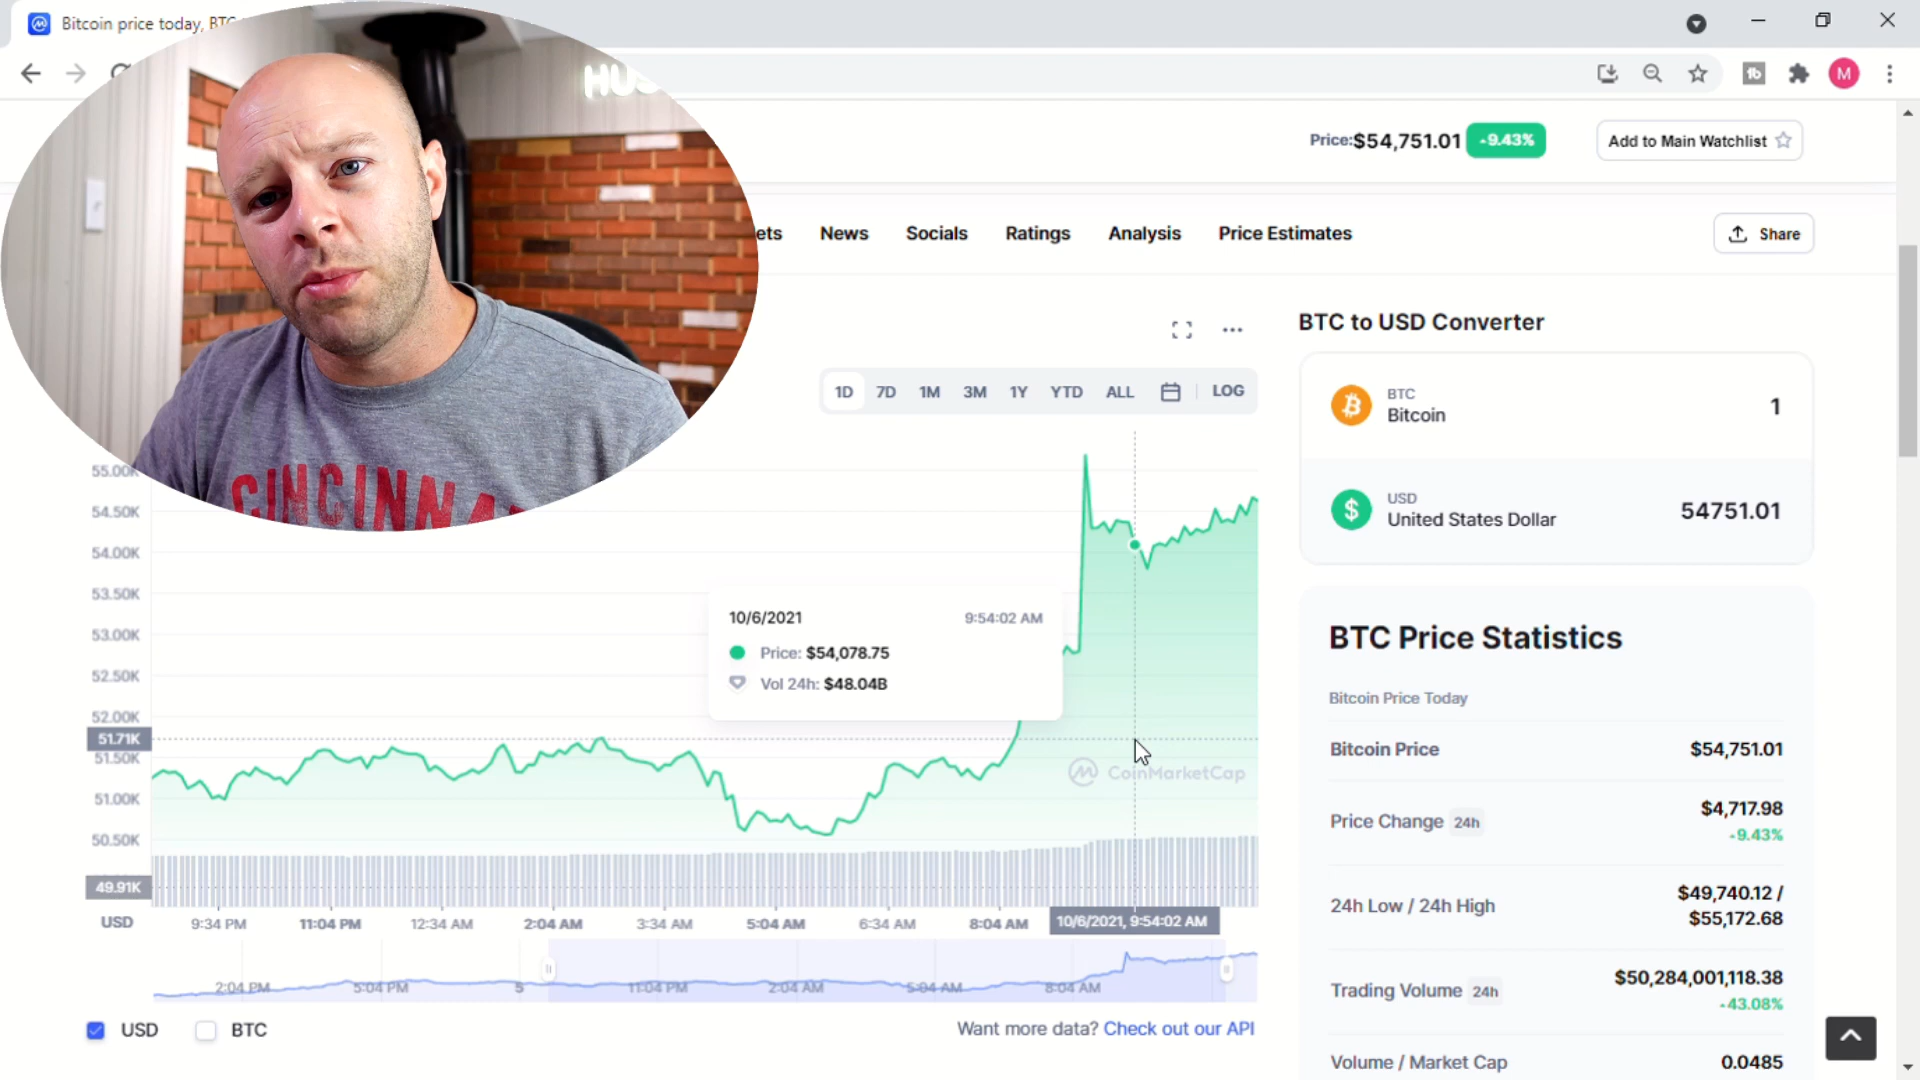 Bitcoin price today, BTC
M
HUS
Price:$54,751.01 9.43%
Add to Main Watchlist
News Socials Ratings Analysis Price Estimates
Share
BTC to USD Converter
1D 7D 1M 3M 1Y YTD ALL LOG
BTC
Bitcoin
1
USD
United States Dollar
54751.01
CINCINNA
55.00K
54.50K
54.00K
53.50K
53.00K
52.50K
52.00K
51.71K
51.50K
51.00K
50.50K
49.91K
USD
10/6/2021 9:54:02 AM
Price: $54,078.75
Vol 24h: $48.04B
CoinMarketCap
9:34 PM 11:04 PM 12:34 AM 2:04 AM 3:34 AM 5:04 AM 6:34 AM 8:04 AM 10/6/2021, 9:54:02 AM
2:04 PM 5:04 PM 5 11:04 PM 2:04 AM 5:04 AM 8:04 AM
USD BTC
Want more data? Check out our API
BTC Price Statistics
Bitcoin Price Today
Bitcoin Price $54,751.01
Price Change 24h $4,717.98
9.43%
24h Low / 24h High $49,740.12 /
$55,172.68
Trading Volume 24h $50,284,001,118.38
43.08%
Volume / Market Cap 0.0485